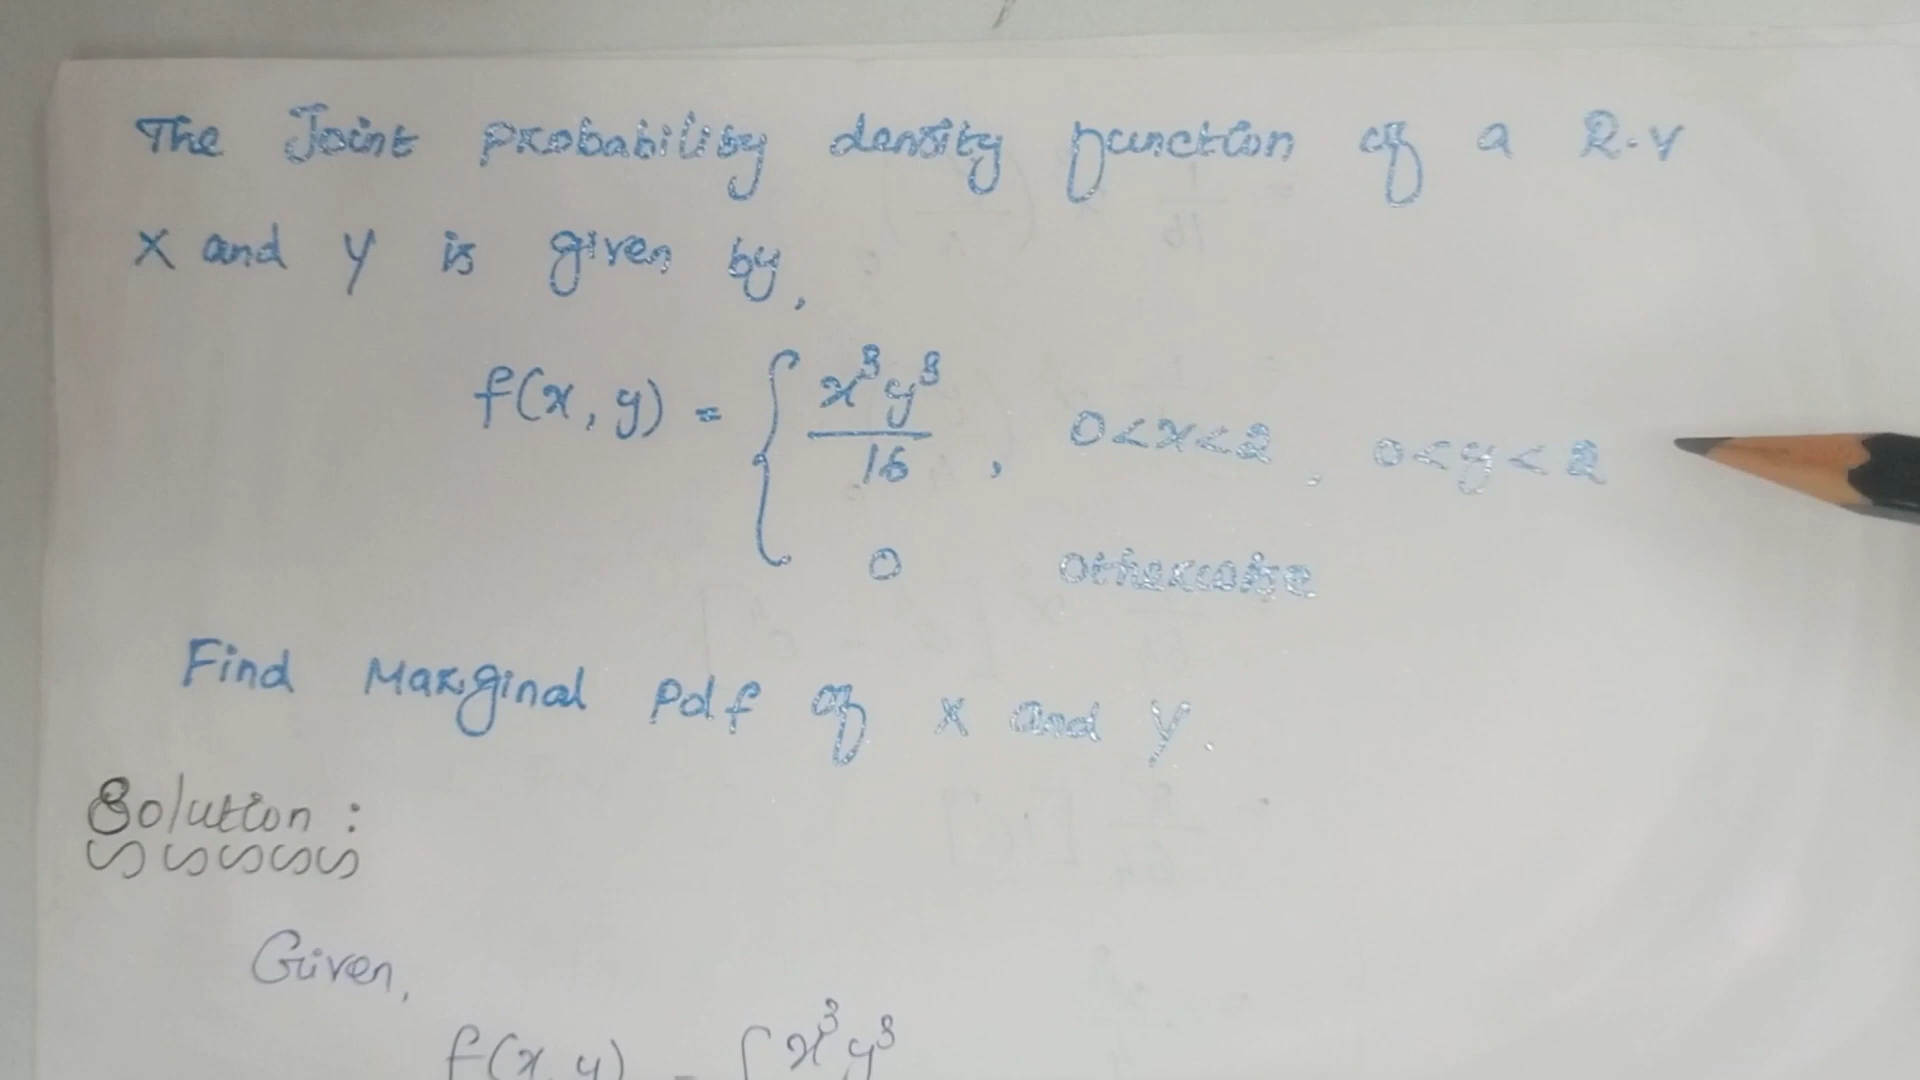 The Joint probability density function of a R.V
X and Y is given by,
f(x, y) = { x³y³ / 16 , 0<x<2 , 0<y<2
0 otherwise
Find Marginal Pdf of X and Y.
Solution :
Given,
f(x, y) = { x³y³